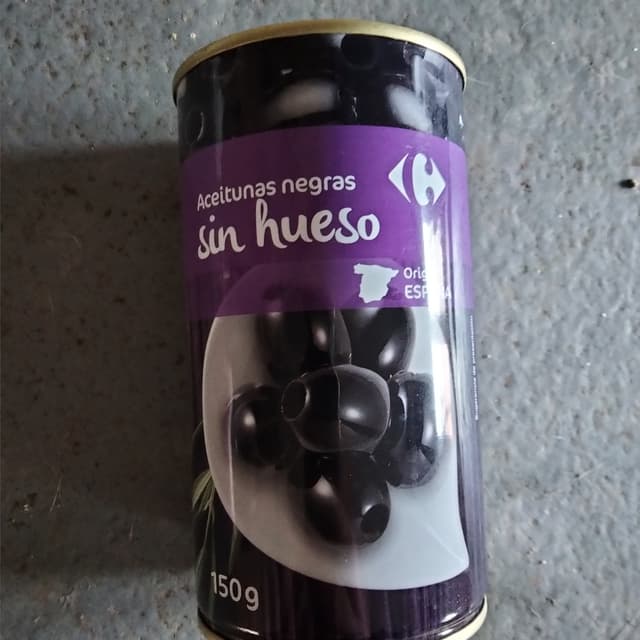 Aceitunas negras
sin hueso
150g